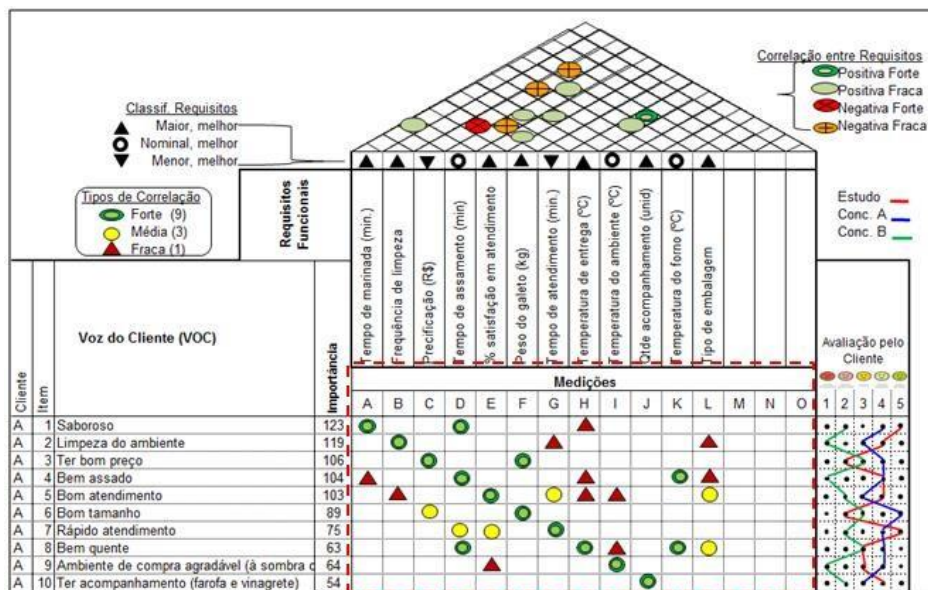 Correlação entre Requisitos
Positiva Forte
Positiva Fraca
Negativa Forte
Negativa Fraca
Classif. Requisitos
Maior, melhor
Nominal, melhor
Menor, melhor
Tipos de Correlação
Forte (9)
Média (3)
Fraca (1)
Requisitos
Funcionais
Tempo de marinada (min.)
Frequência de limpeza
Precificação (R$)
Tempo de assamento (min)
% satisfação em atendimento
Peso do galeto (kg)
Tempo de atendimento (min.)
Temperatura de entrega (ºC)
Temperatura do ambiente (ºC)
Qtde acompanhamento (unid)
Temperatura do forno (ºC)
Tipo de embalagem
Estudo
Conc. A
Conc. B
Cliente
Item
Voz do Cliente (VOC)
Importância
Avaliação pelo
Cliente
Medições
A B C D E F G H I J K L M N O
1 2 3 4 5
A 1 Saboroso 123
A 2 Limpeza do ambiente 119
A 3 Ter bom preço 106
A 4 Bem assado 104
A 5 Bom atendimento 103
A 6 Bom tamanho 89
A 7 Rápido atendimento 75
A 8 Bem quente 63
A 9 Ambiente de compra agradável (à sombra 64
A 10 Ter acompanhamento (farofa e vinagrete) 54